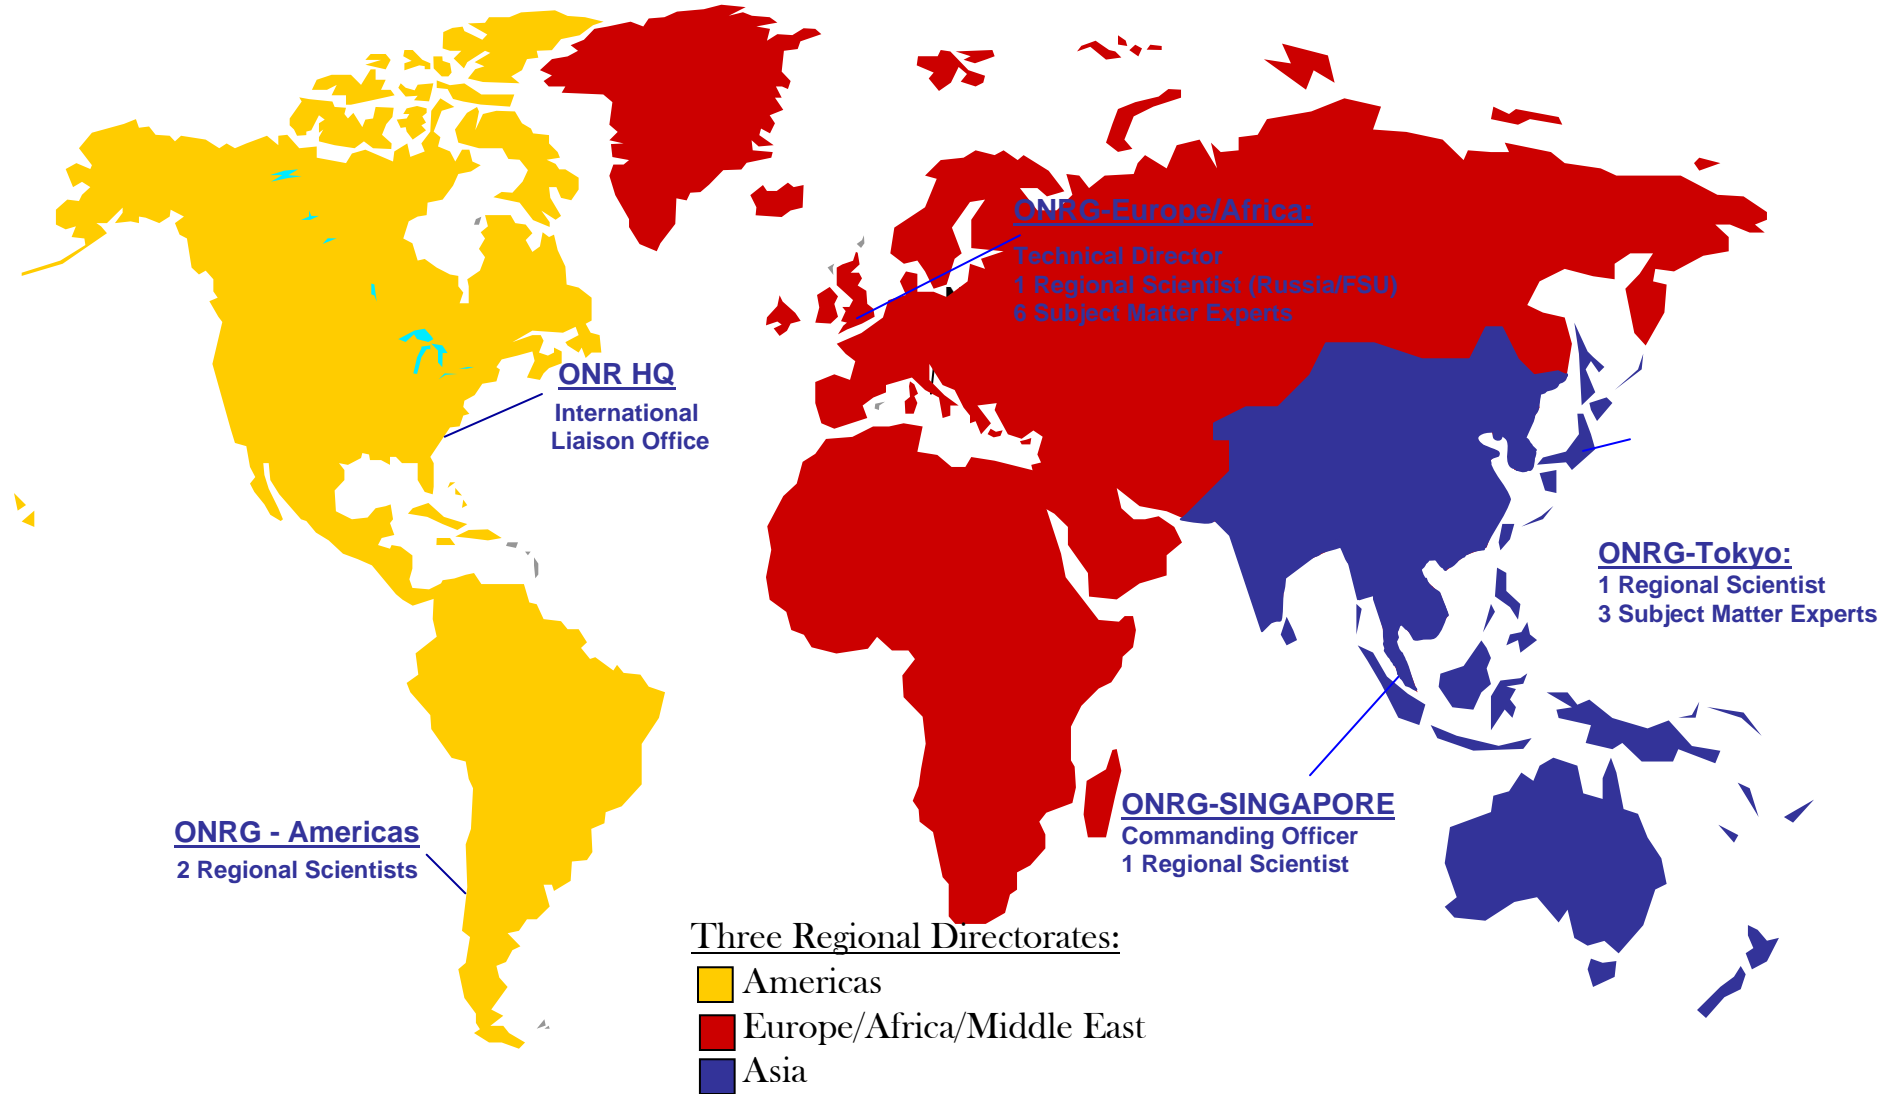 ONRG-Europe/Africa:
Technical Director
1 Regional Scientist (Russia/FSU)
6 Subject Matter Experts
ONR HQ
International
Liaison Office
ONRG-Tokyo:
1 Regional Scientist
3 Subject Matter Experts
ONRG-SINGAPORE
Commanding Officer
1 Regional Scientist
ONRG - Americas
2 Regional Scientists
Three Regional Directorates:
Americas
Europe/Africa/Middle East
Asia